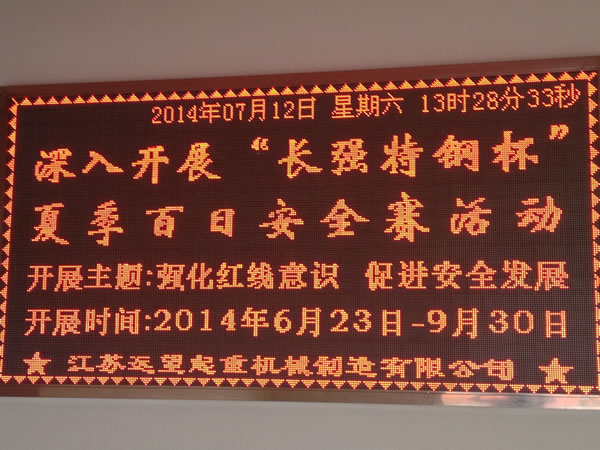 2014年07月12日 星期六 13时28分33秒
深入开展“长强特钢杯”
夏季百日安全赛活动
开展主题:强化红线意识 促进安全发展
开展时间:2014年6月23日-9月30日
★江苏远望起重机械制造有限公司★